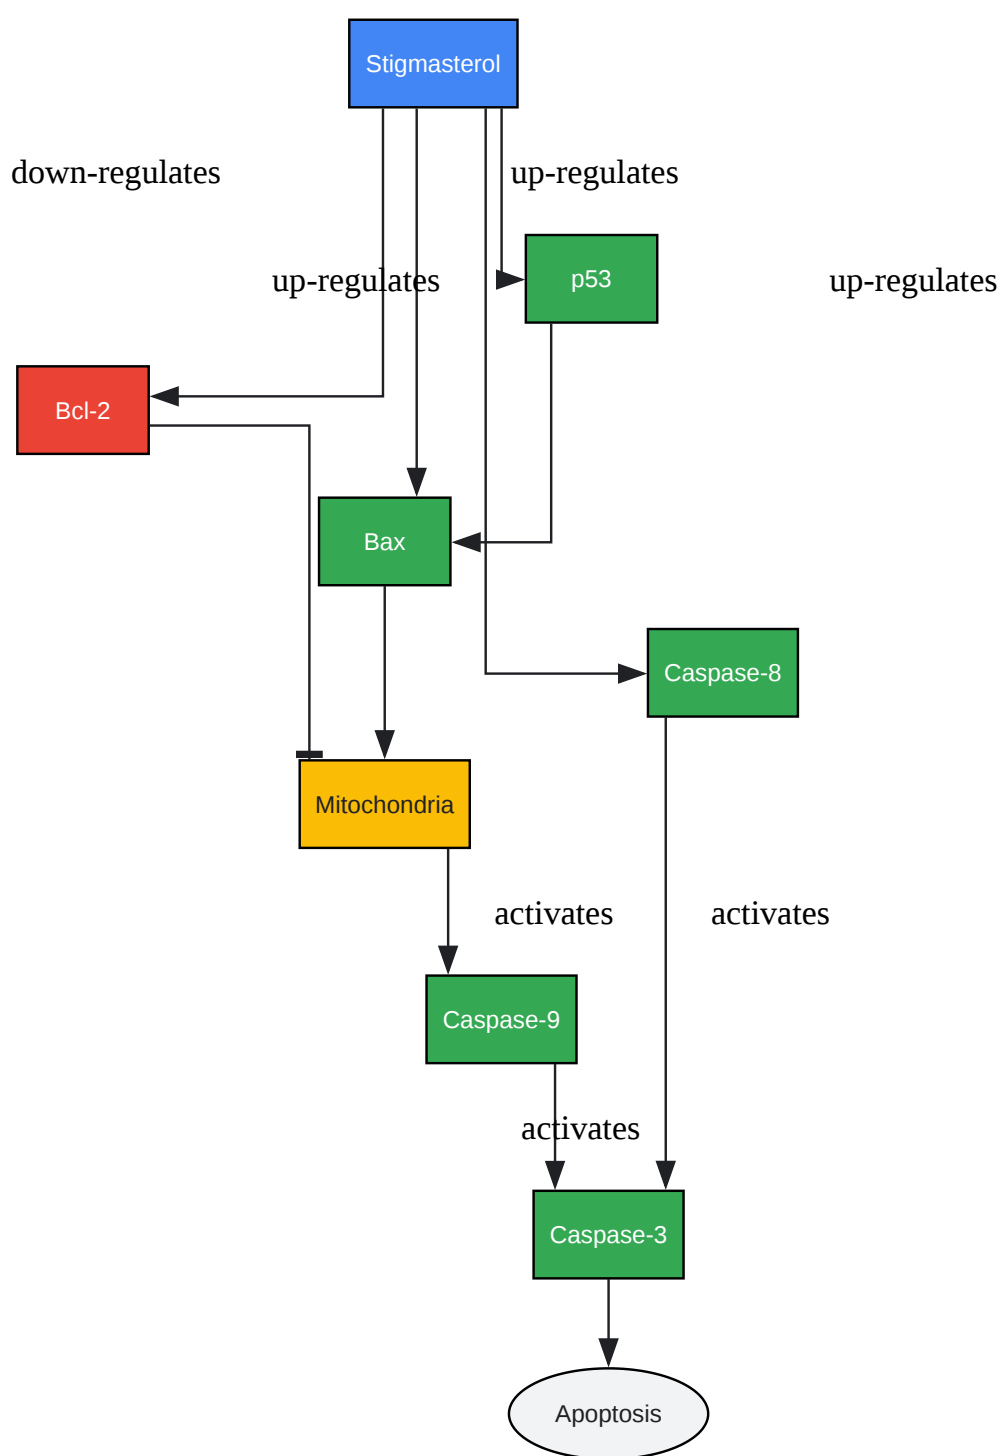 Stigmasterol
down-regulates
up-regulates
up-regulates
p53
up-regulates
Bcl-2
Bax
Caspase-8
Mitochondria
activates
activates
Caspase-9
activates
Caspase-3
Apoptosis